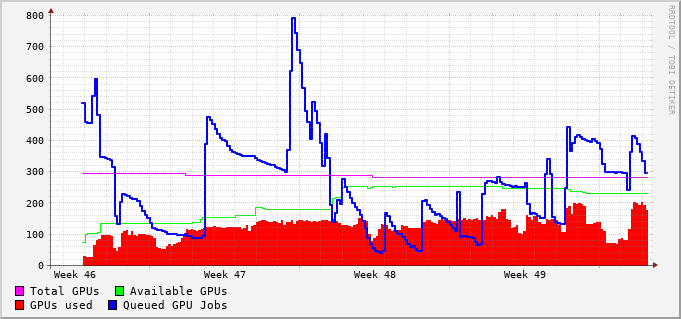 800
700
600
500
400
300
200
100
0
Week 46 Week 47 Week 48 Week 49
Total GPUs Available GPUs
GPUs used Queued GPU Jobs
RRDTOOL / TOBI OETIKER